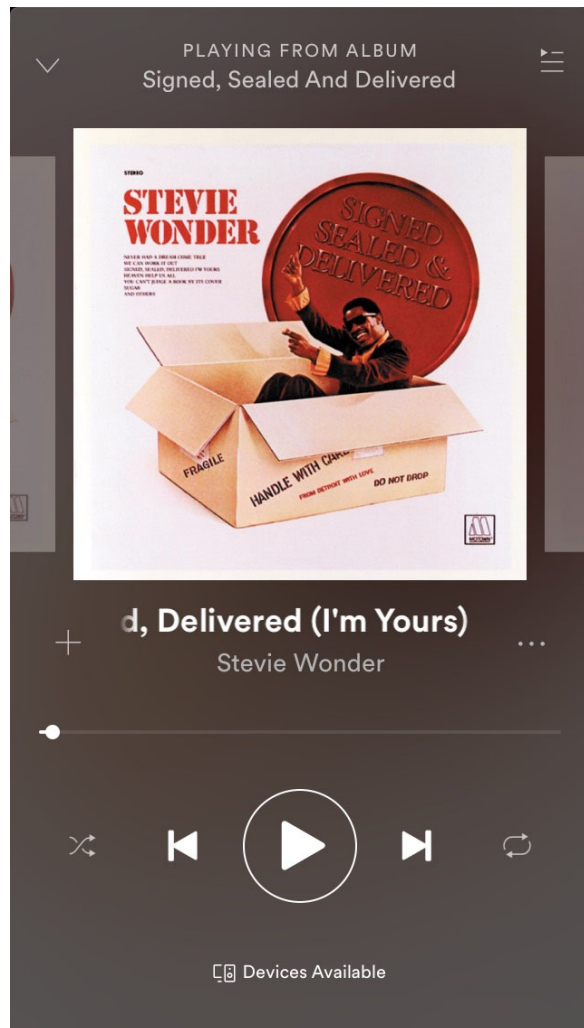 PLAYING FROM ALBUM
Signed, Sealed And Delivered
STEREO
STEVIE
WONDER
NEVER HAD A DREAM COME TRUE
WE CAN WORK IT OUT
SIGNED, SEALED, DELIVERED I'M YOURS
HEAVEN HELP US ALL
YOU CAN'T JUDGE A BOOK BY ITS COVER
SUGAR
AND OTHERS
SIGNED
SEALED &
DELIVERED
FRAGILE
HANDLE WITH CARE
FROM DETROIT WITH LOVE
DO NOT DROP
MOTOWN
d, Delivered (I'm Yours)
Stevie Wonder
Devices Available